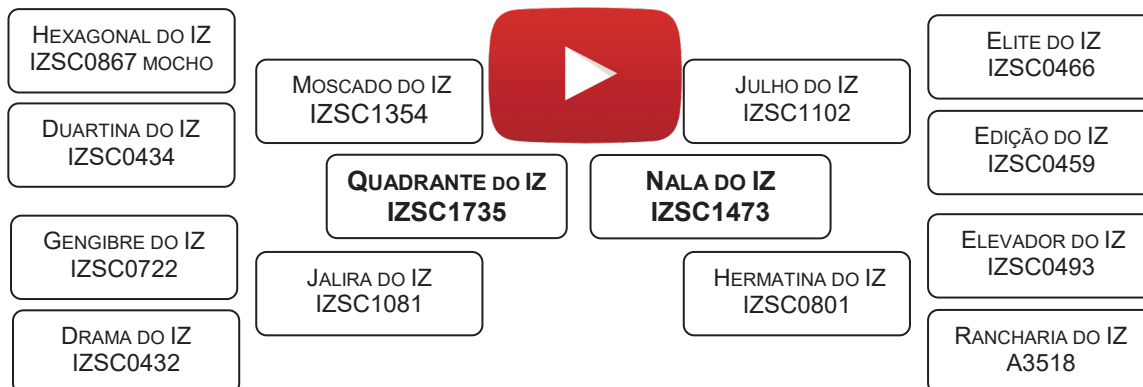 HEXAGONAL DO IZ
IZSC0867 MOCHO
DUARTINA DO IZ
IZSC0434
GENGIBRE DO IZ
IZSC0722
DRAMA DO IZ
IZSC0432
MOSCADO DO IZ
IZSC1354
JALIRA DO IZ
IZSC1081
QUADRANTE DO IZ
IZSC1735
NALA DO IZ
IZSC1473
JULHO DO IZ
IZSC1102
HERMATINA DO IZ
IZSC0801
ELITE DO IZ
IZSC0466
EDIÇÃO DO IZ
IZSC0459
ELEVADOR DO IZ
IZSC0493
RANCHARIA DO IZ
A3518